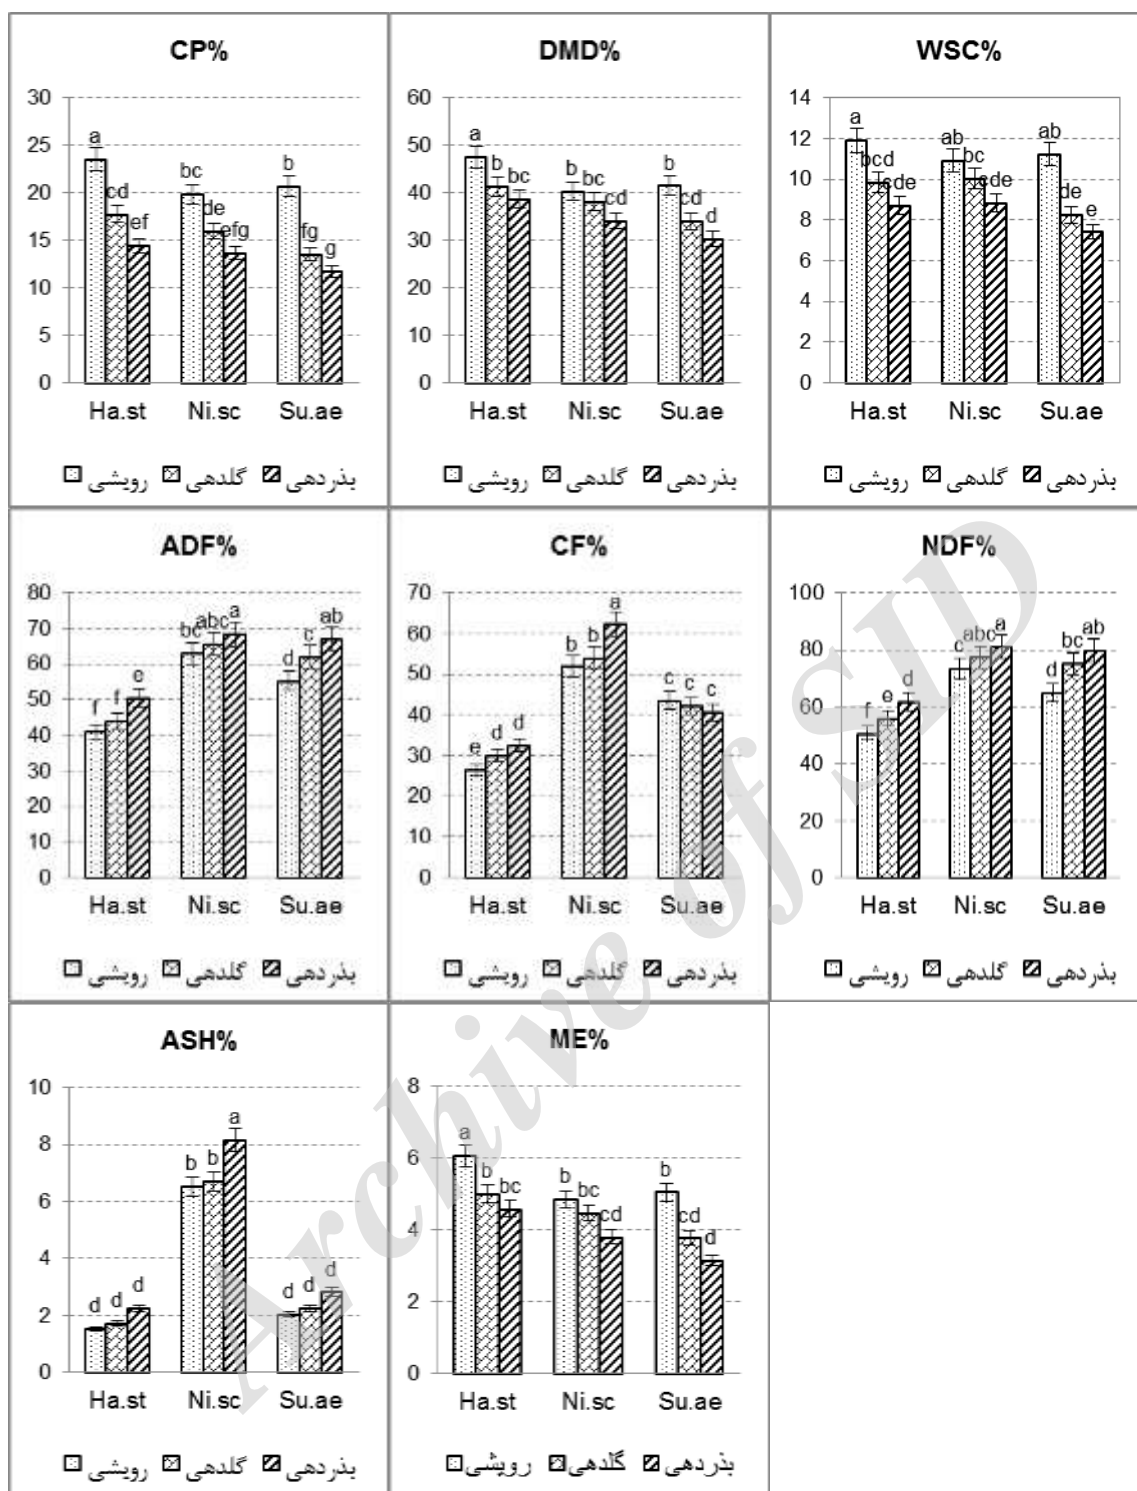 CP%
30
25
20
15
10
5
0
a
cd
ef
bc
de
efg
b
fg
g
Ha.st Ni.sc Su.ae
رویشی گلدهی بذردهی
DMD%
60
50
40
30
20
10
0
a
b
bc
b
bc
cd
b
cd
d
Ha.st Ni.sc Su.ae
رویشی گلدهی بذردهی
WSC%
14
12
10
8
6
4
2
0
a
bcd
cde
ab
bc
cde
ab
de
e
Ha.st Ni.sc Su.ae
رویشی گلدهی بذردهی
ADF%
80
70
60
50
40
30
20
10
0
f
f
e
bc
abc
a
d
c
ab
Ha.st Ni.sc Su.ae
رویشی گلدهی بذردهی
CF%
70
60
50
40
30
20
10
0
e
d
d
b
b
a
c
c
c
Ha.st Ni.sc Su.ae
رویشی گلدهی بذردهی
NDF%
100
80
60
40
20
0
f
e
d
c
abc
a
d
bc
ab
Ha.st Ni.sc Su.ae
رویشی گلدهی بذردهی
ASH%
10
8
6
4
2
0
d
d
d
b
b
a
d
d
d
Ha.st Ni.sc Su.ae
رویشی گلدهی بذردهی
ME%
8
6
4
2
0
a
b
bc
b
bc
cd
b
cd
d
Ha.st Ni.sc Su.ae
رویشی گلدهی بذردهی
Archive of SID